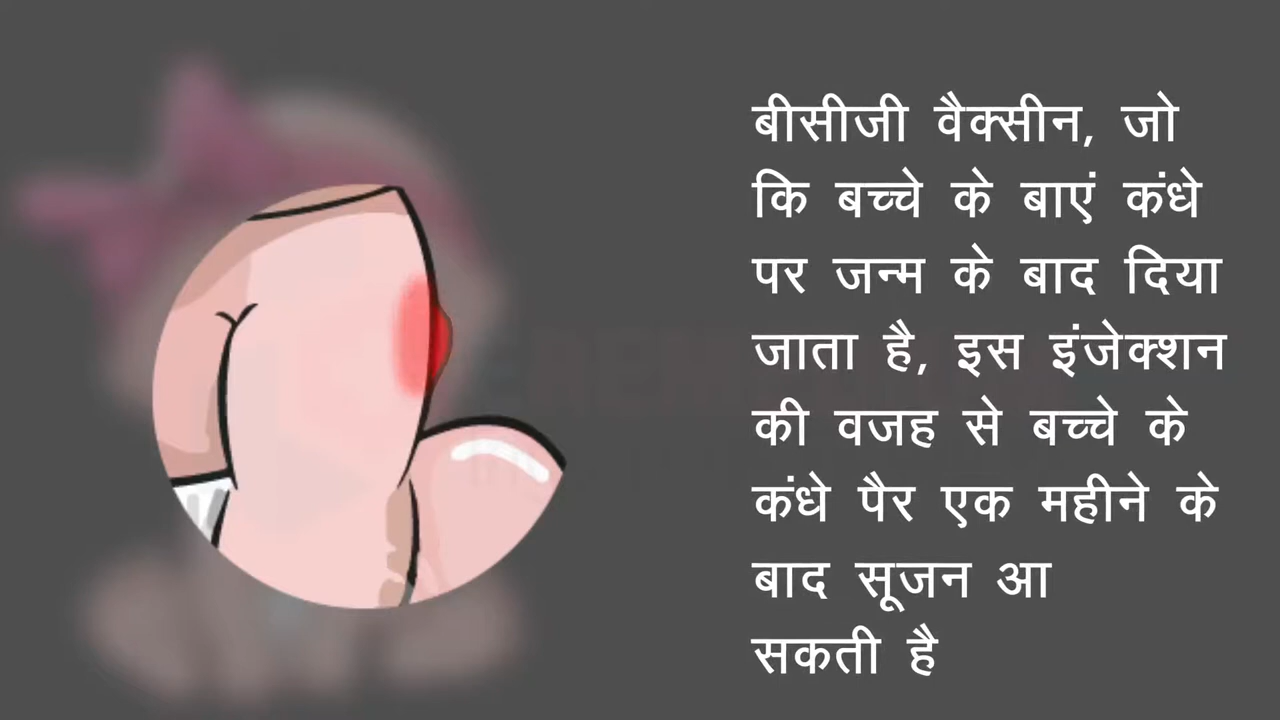 बीसीजी वैक्सीन, जो
कि बच्चे के बाएं कंधे
पर जन्म के बाद दिया
जाता है, इस इंजेक्शन
की वजह से बच्चे के
कंधे पैर एक महीने के
बाद सूजन आ
सकती है